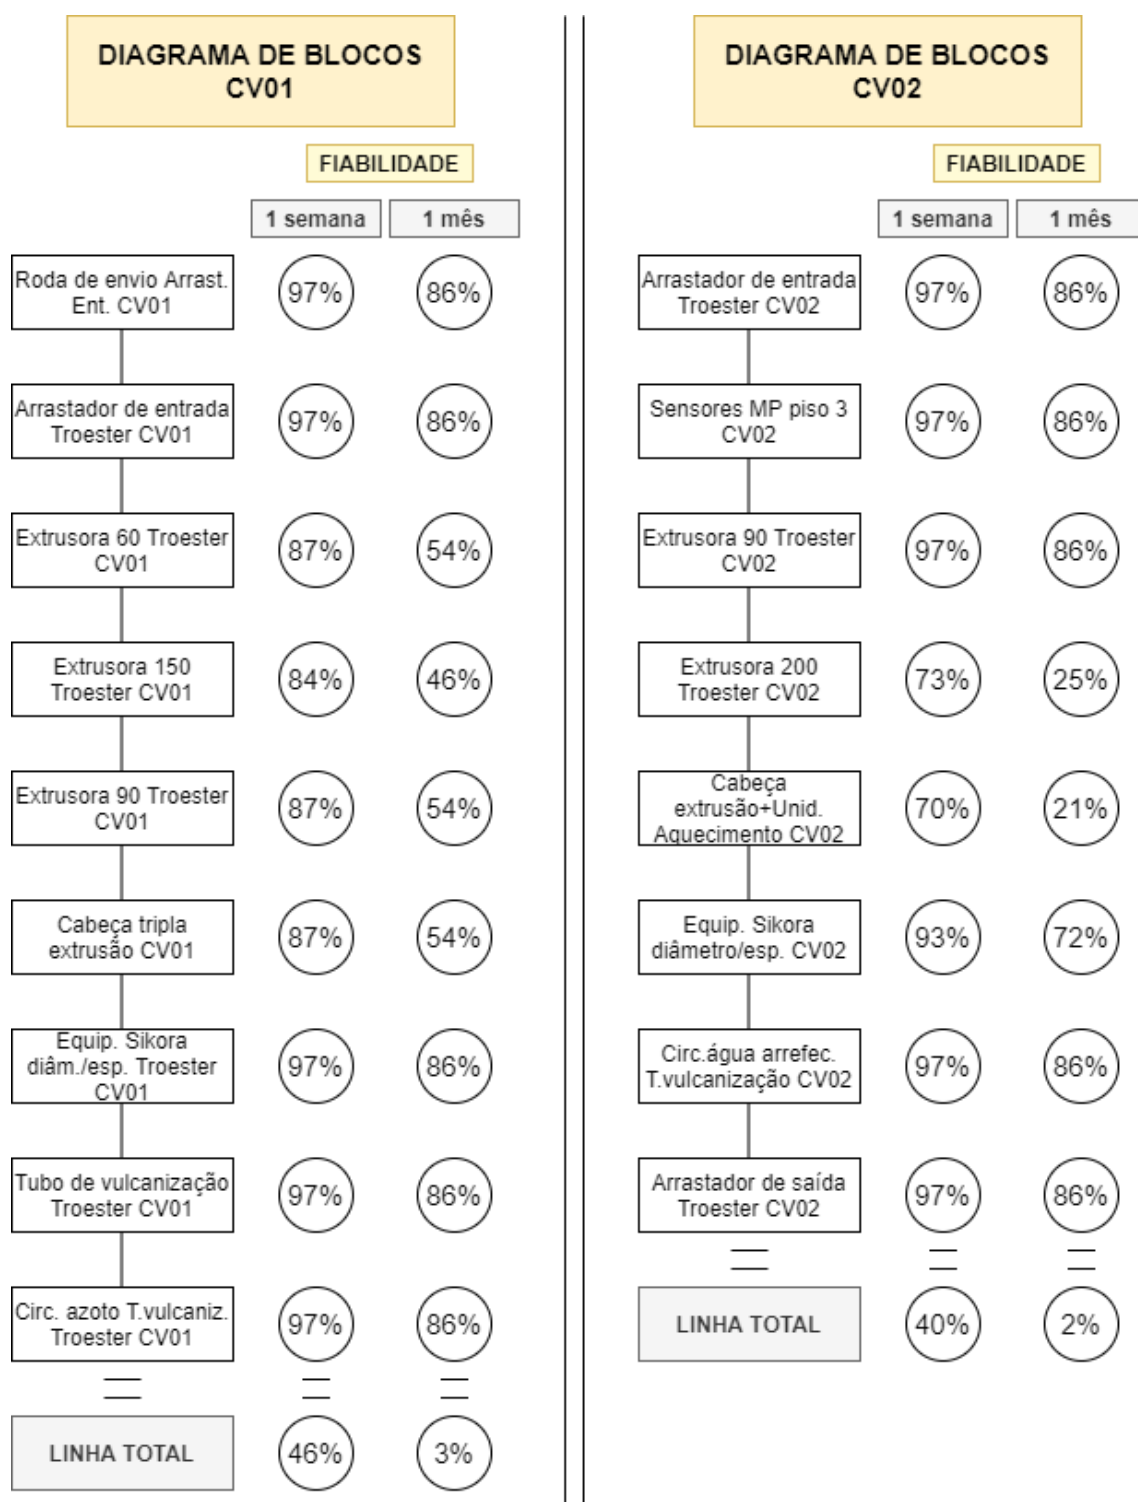 DIAGRAMA DE BLOCOS
CV01
FIABILIDADE
1 semana
1 mês
Roda de envio Arrast.
Ent. CV01
97%
86%
Arrastador de entrada
Troester CV01
97%
86%
Extrusora 60 Troester
CV01
87%
54%
Extrusora 150
Troester CV01
84%
46%
Extrusora 90 Troester
CV01
87%
54%
Cabeça tripla
extrusão CV01
87%
54%
Equip. Sikora
diâm./esp. Troester
CV01
97%
86%
Tubo de vulcanização
Troester CV01
97%
86%
Circ. azoto T.vulcaniz.
Troester CV01
97%
86%
LINHA TOTAL
46%
3%
DIAGRAMA DE BLOCOS
CV02
FIABILIDADE
1 semana
1 mês
Arrastador de entrada
Troester CV02
97%
86%
Sensores MP piso 3
CV02
97%
86%
Extrusora 90 Troester
CV02
97%
86%
Extrusora 200
Troester CV02
73%
25%
Cabeça
extrusão+Unid.
Aquecimento CV02
70%
21%
Equip. Sikora
diâmetro/esp. CV02
93%
72%
Circ.água arrefec.
T.vulcanização CV02
97%
86%
Arrastador de saída
Troester CV02
97%
86%
LINHA TOTAL
40%
2%